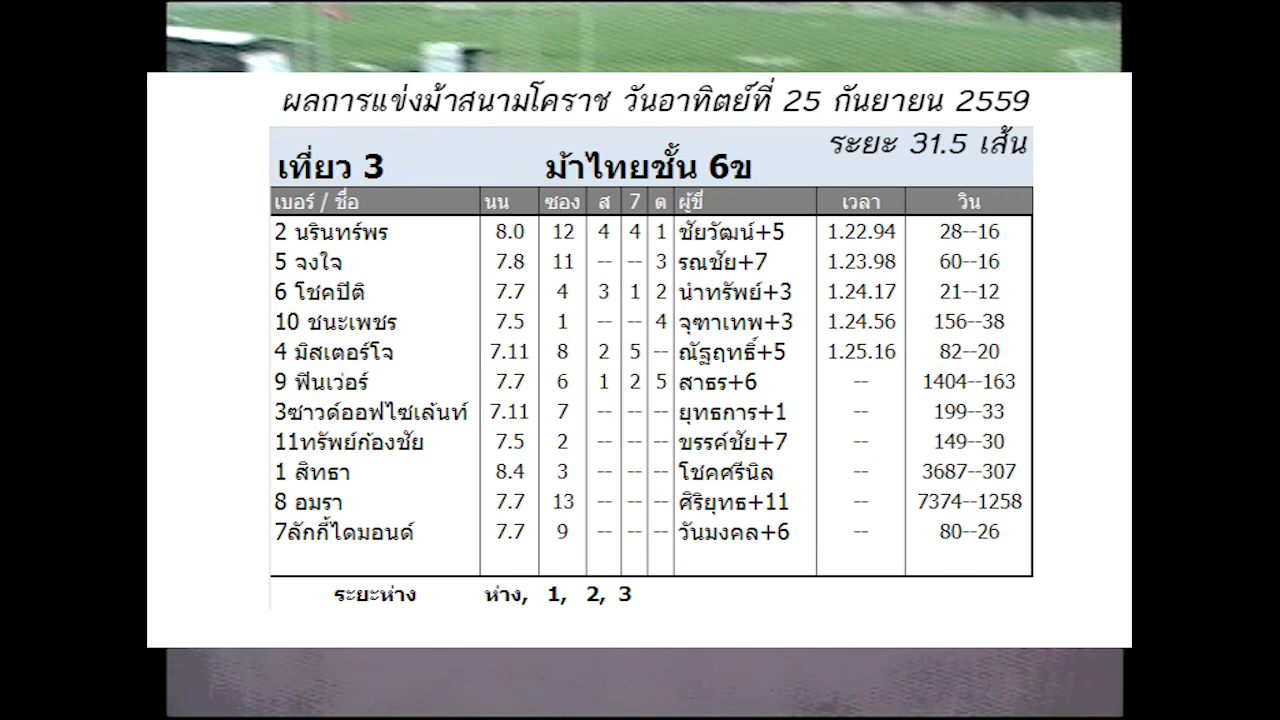 ผลการแข่งม้าสนามโคราช วันอาทิตย์ที่ 25 กันยายน 2559
ระยะ 31.5 เส้น
เที่ยว 3 ม้าไทยชั้น 6ข
เบอร์ / ชื่อ นน ซอง ส 7 ต ผู้ขี่ เวลา วิน
2 นรินทร์พร 8.0 12 4 4 1 ชัยวัฒน์+5 1.22.94 28--16
5 จงใจ 7.8 11 -- -- 3 รณชัย+7 1.23.98 60--16
6 โชคปิติ 7.7 4 3 1 2 นำทรัพย์+3 1.24.17 21--12
10 ชนะเพชร 7.5 1 -- -- 4 จุฑาเทพ+3 1.24.56 156--38
4 มิสเตอร์โจ 7.11 8 2 5 -- ณัฐฤทธิ์+5 1.25.16 82--20
9 ฟีนเว่อร์ 7.7 6 1 2 5 สาธร+6 -- 1404--163
3ซาวด์ออฟไซเล้นท์ 7.11 7 -- -- -- ยุทธการ+1 -- 199--33
11ทรัพย์ก้องชัย 7.5 2 -- -- -- ขรรค์ชัย+7 -- 149--30
1 สิทธา 8.4 3 -- -- -- โชคศรีนิล -- 3687--307
8 อมรา 7.7 13 -- -- -- ศิริยุทธ+11 -- 7374--1258
7ลักกี้ไดมอนด์ 7.7 9 -- -- -- วันมงคล+6 -- 80--26
ระยะห่าง ห่าง, 1, 2, 3